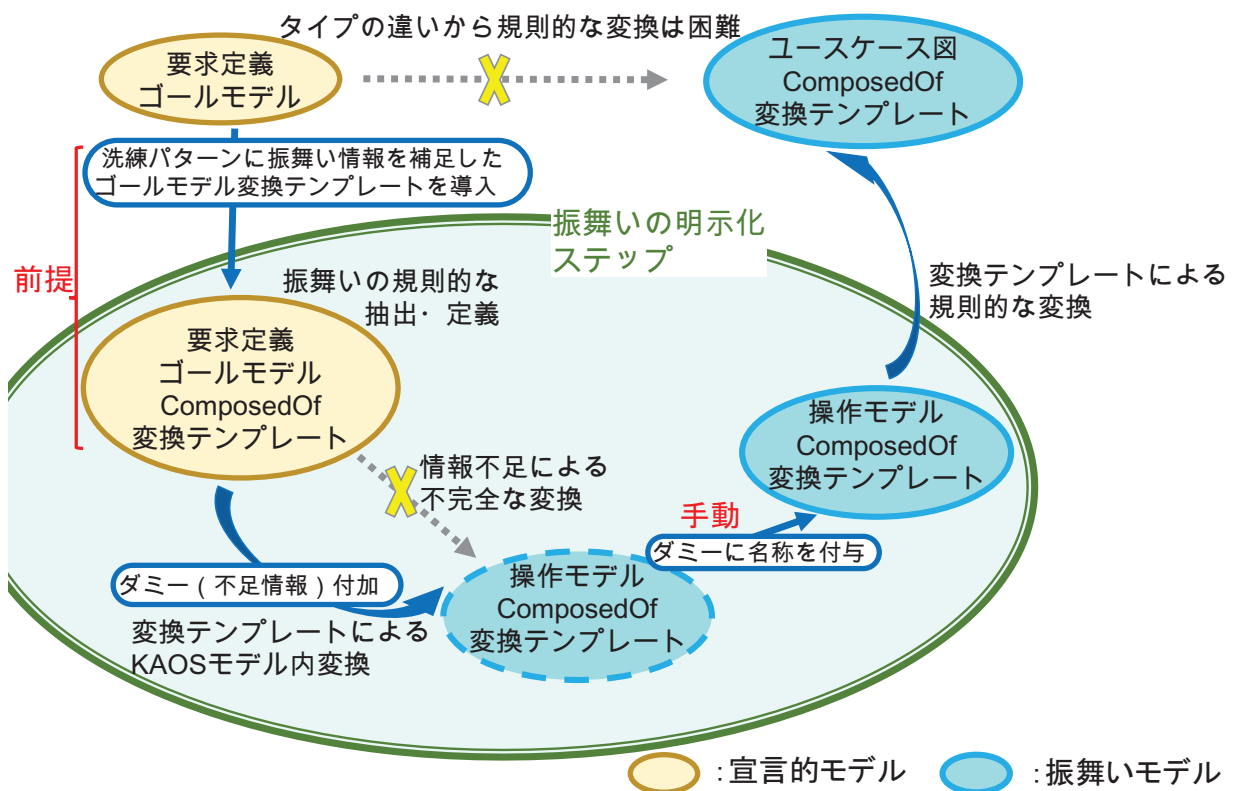 タイプの違いから規則的な変換は困難
要求定義
ゴールモデル
ユースケース図
ComposedOf
変換テンプレート
洗練パターンに振舞い情報を補足した
ゴールモデル変換テンプレートを導入
振舞いの明示化
ステップ
前提
振舞いの規則的な
抽出・定義
変換テンプレートによる
規則的な変換
要求定義
ゴールモデル
ComposedOf
変換テンプレート
操作モデル
ComposedOf
変換テンプレート
情報不足による
不完全な変換
手動
ダミーに名称を付与
ダミー(不足情報)付加
操作モデル
ComposedOf
変換テンプレート
変換テンプレートによる
KAOSモデル内変換
:宣言的モデル
:振舞いモデル